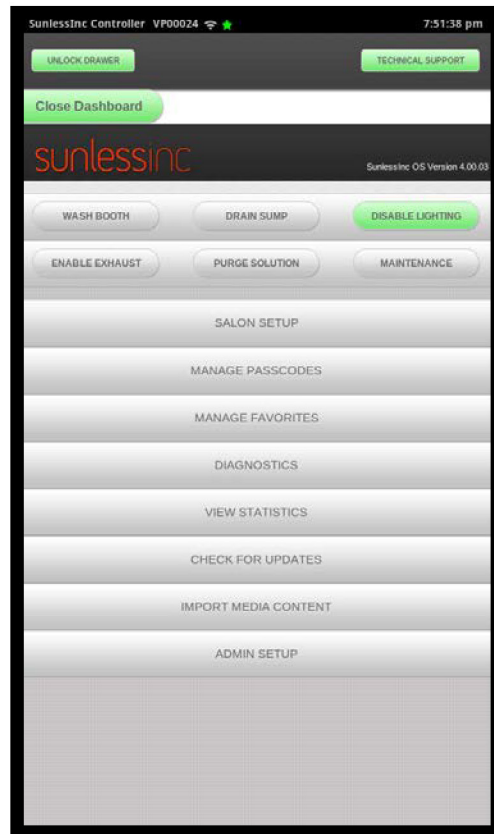 SunlessInc Controller VP00024 7:51:38 pm
UNLOCK DRAWER TECHNICAL SUPPORT
Close Dashboard
sunlessinc
SunlessInc OS Version 4.00.03
WASH BOOTH DRAIN SUMP DISABLE LIGHTING
ENABLE EXHAUST PURGE SOLUTION MAINTENANCE
SALON SETUP
MANAGE PASSCODES
MANAGE FAVORITES
DIAGNOSTICS
VIEW STATISTICS
CHECK FOR UPDATES
IMPORT MEDIA CONTENT
ADMIN SETUP